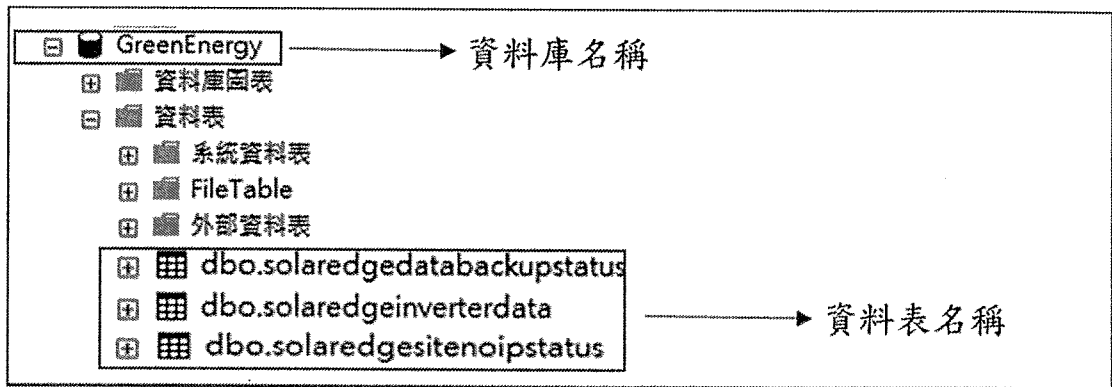 GreenEnergy 資料庫名稱
資料庫圖表
資料表
系統資料表
FileTable
外部資料表
dbo.solaredgedatabackupstatus
dbo.solaredgeinverterdata 資料表名稱
dbo.solaredgesitenoipstatus